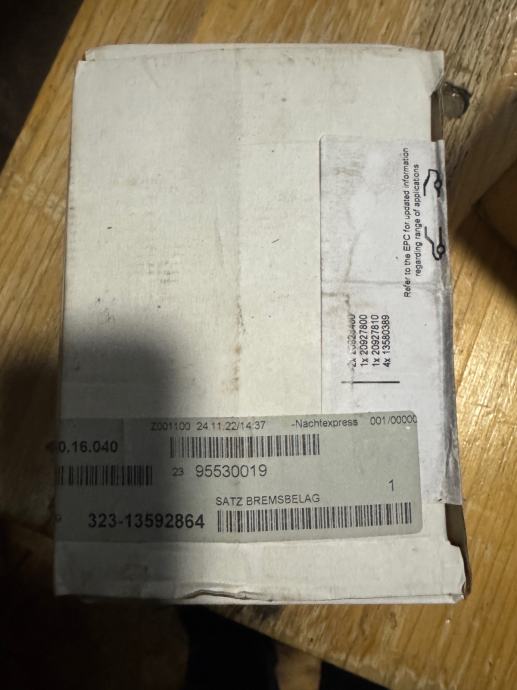 Refer to the EPC for updated information
regarding range of applications
2x
1x 20927800
1x 20927810
4x 13580389
Z001100 24.11.22/14:37 -Nachtexpress 001/00000
0.16.040
23 95530019
1
SATZ BREMSBELAG
G 323-13592864